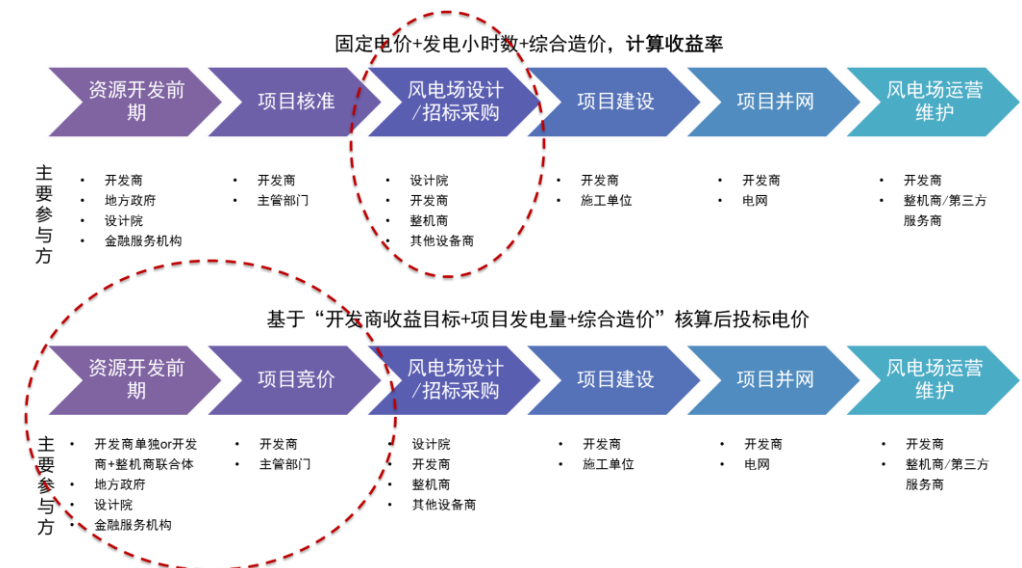 固定电价+发电小时数+综合造价，计算收益率
资源开发前
期
项目核准
风电场设计
/招标采购
项目建设
项目并网
风电场运营
维护
主要参与方
• 开发商
• 地方政府
• 设计院
• 金融服务机构
• 开发商
• 主管部门
• 设计院
• 开发商
• 整机商
• 其他设备商
• 开发商
• 施工单位
• 开发商
• 电网
• 开发商
• 整机商/第三方
服务商
基于“开发商收益目标+项目发电量+综合造价”核算后投标电价
资源开发前
期
项目竞价
风电场设计
/招标采购
项目建设
项目并网
风电场运营
维护
主要参与方
• 开发商单独or开发
商+整机商联合体
• 地方政府
• 设计院
• 金融服务机构
• 开发商
• 主管部门
• 设计院
• 开发商
• 整机商
• 其他设备商
• 开发商
• 施工单位
• 开发商
• 电网
• 开发商
• 整机商/第三方
服务商